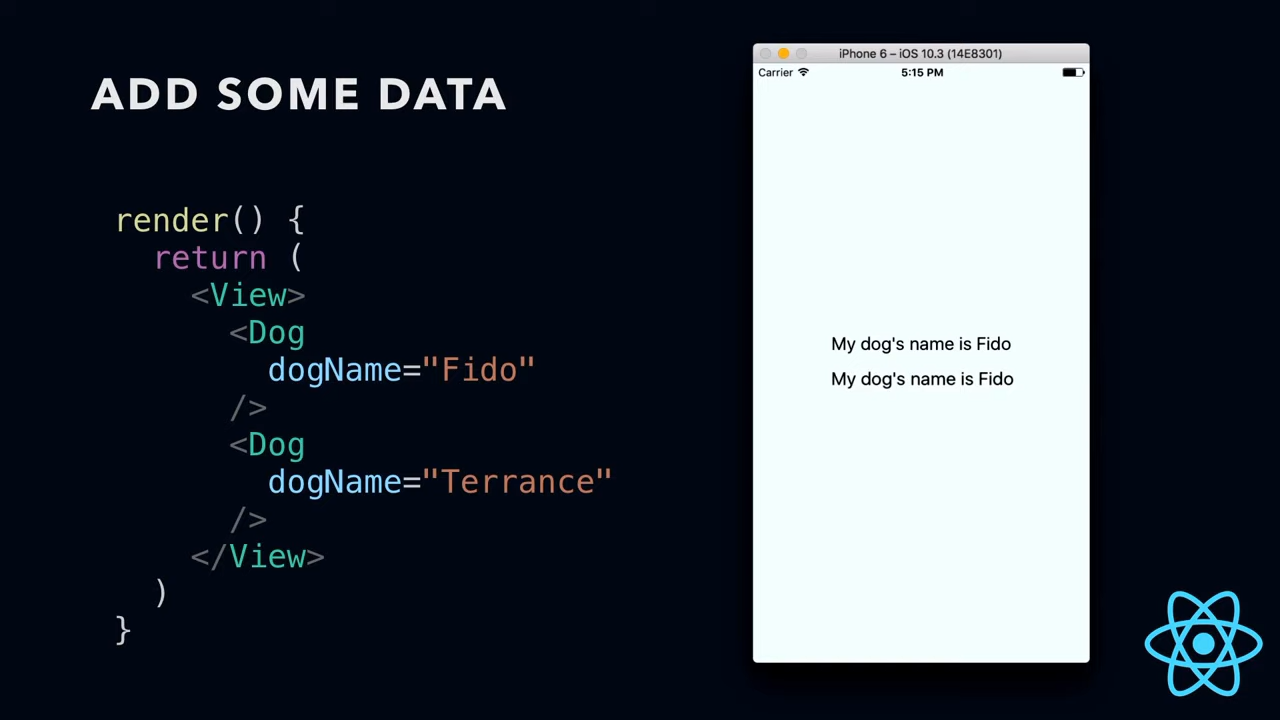 ADD SOME DATA
render() {
return (
<View>
<Dog
dogName="Fido"
/>
<Dog
dogName="Terrance"
/>
</View>
)
}
iPhone 6 – iOS 10.3 (14E8301)
Carrier 5:15 PM
My dog's name is Fido
My dog's name is Fido